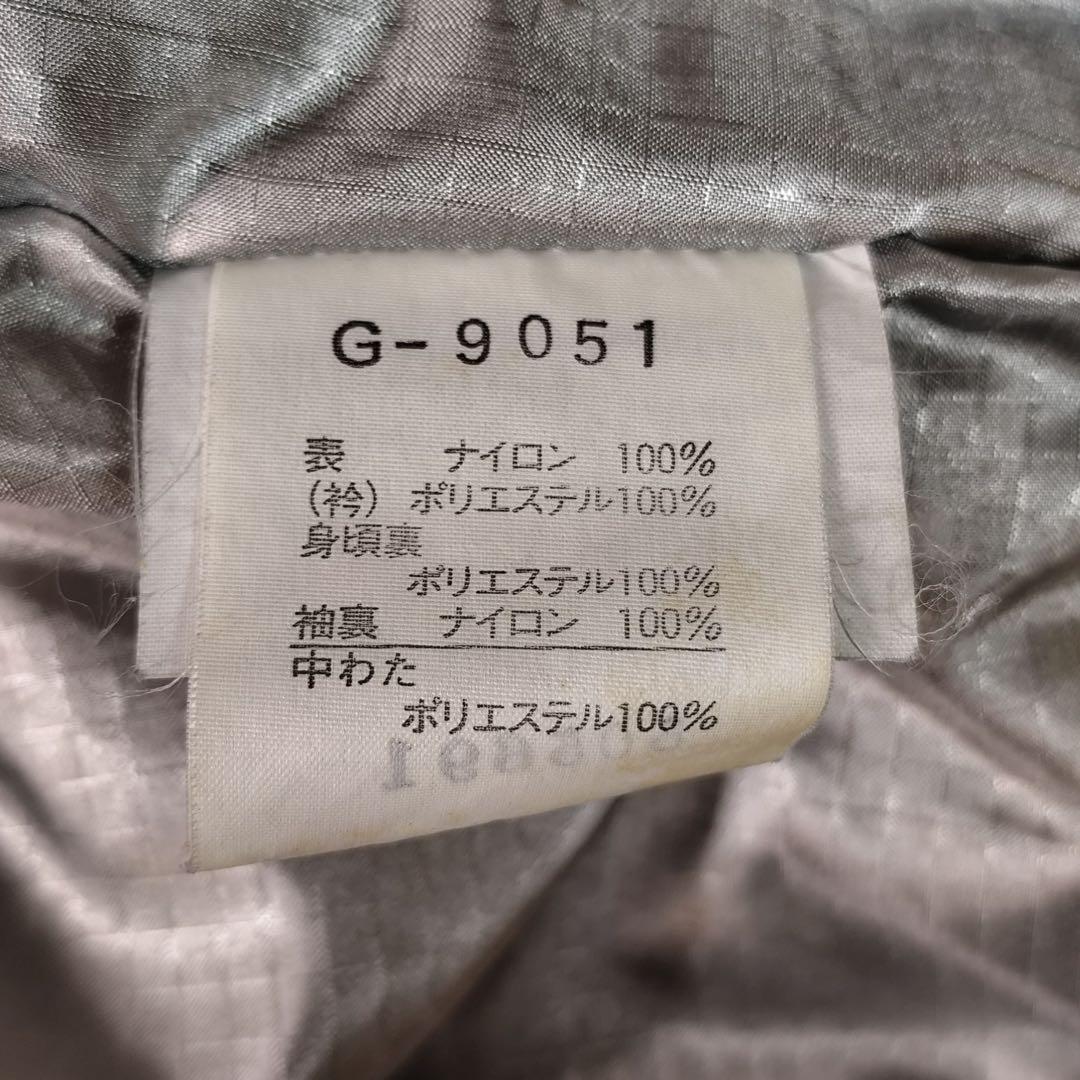 G-9051
表 ナイロン 100%
(衿) ポリエステル100%
身頃裏
ポリエステル100%
袖裏 ナイロン 100%
中わた
ポリエステル100%